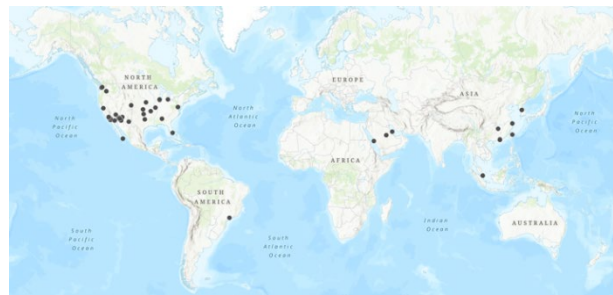 NORTH
AMERICA
EUROPE
ASIA
North
Pacific
Ocean
North
Atlantic
Ocean
North
Pacific
Ocean
AFRICA
SOUTH
AMERICA
Indian
Ocean
AUSTRALIA
South
Pacific
Ocean
South
Atlantic
Ocean